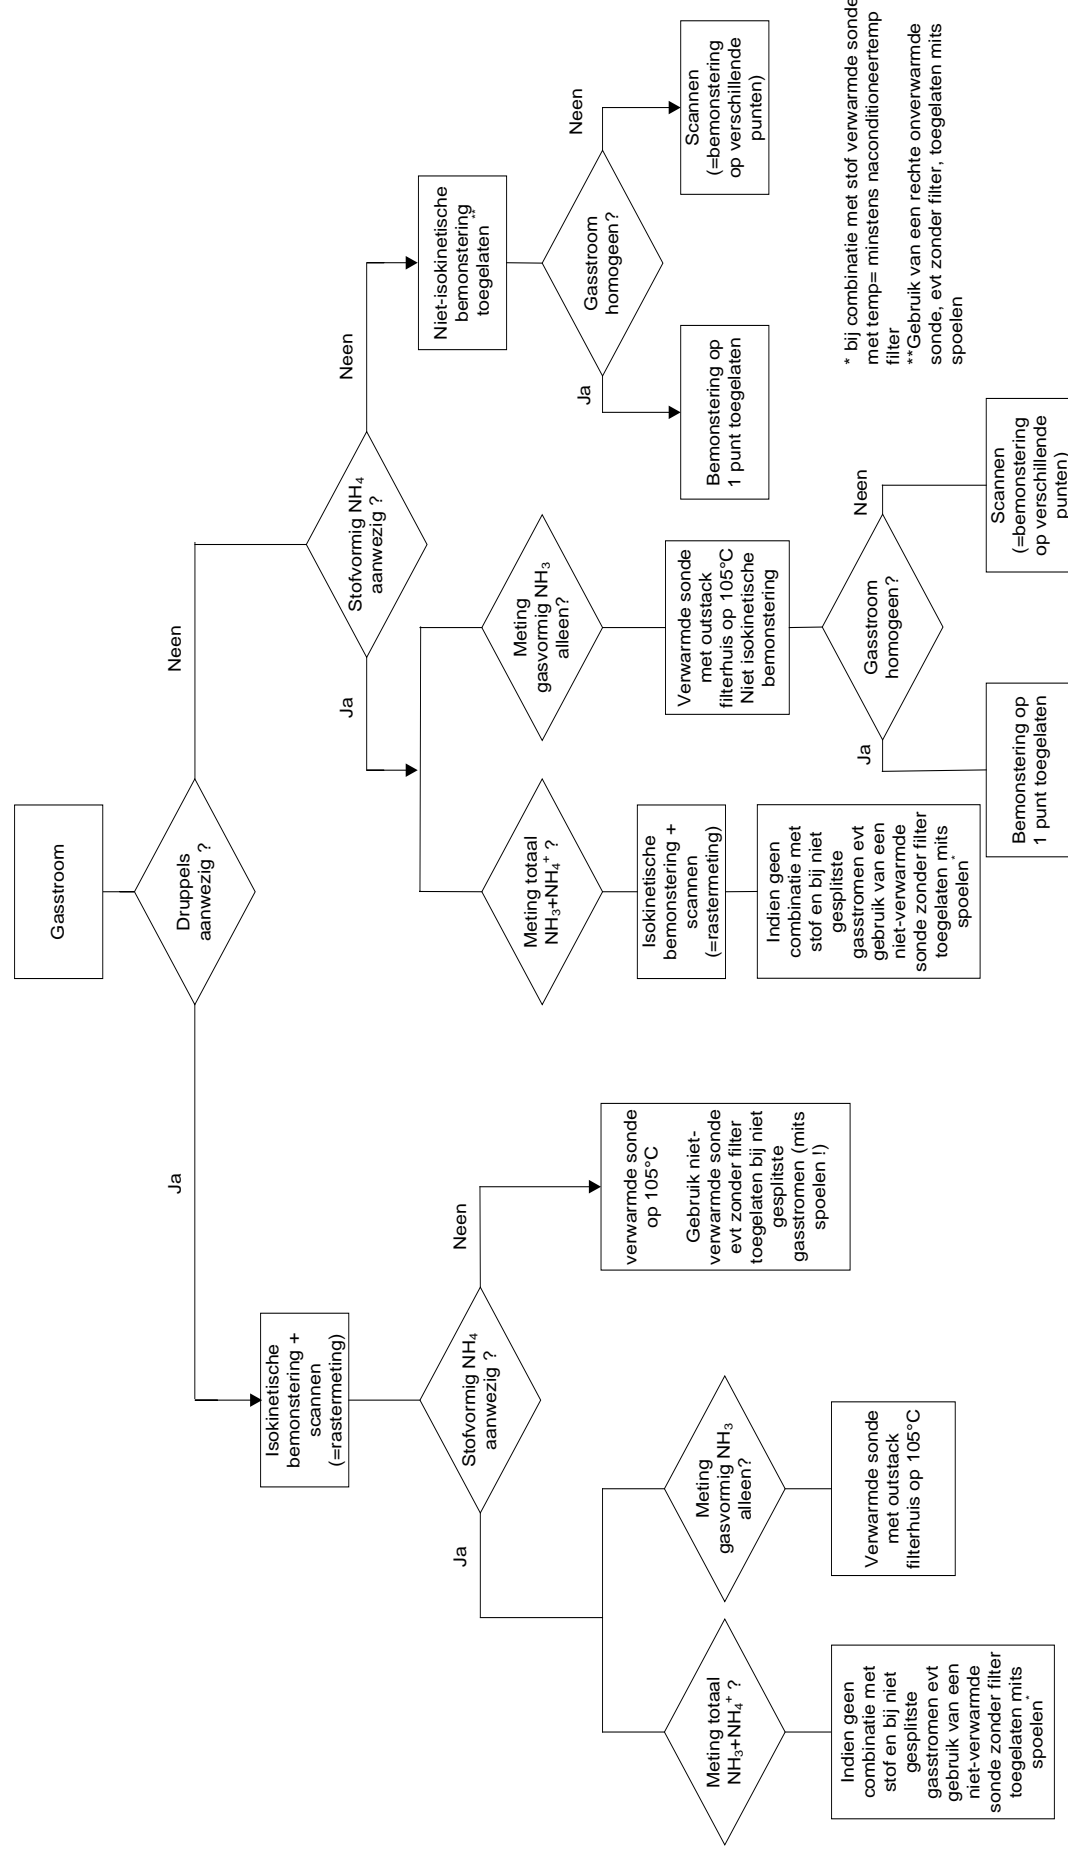 Gasstroom
Druppels
aanwezig ?
Ja
Neen
Isokinetische
bemonstering +
scannen
(=rastermeting)
Stofvormig NH₄
aanwezig ?
Ja
Neen
Meting totaal
NH₃+NH₄⁺ ?
Meting
gasvormig NH₃
alleen?
Indien geen
combinatie met
stof en bij niet
gesplitste
gasstromen evt
gebruik van een
niet-verwarmde
sonde zonder filter
toegelaten mits
spoelen*
Verwarmde sonde
met outstack
filterhuis op 105°C
verwarmde sonde
op 105°C
Gebruik niet-
verwarmde sonde
evt zonder filter
toegelaten bij niet
gesplitste
gasstromen (mits
spoelen !)
Stofvormig NH₄
aanwezig ?
Ja
Neen
Meting totaal
NH₃+NH₄⁺ ?
Meting
gasvormig NH₃
alleen?
Isokinetische
bemonstering +
scannen
(=rastermeting)
Indien geen
combinatie met
stof en bij niet
gesplitste
gasstromen evt
gebruik van een
niet-verwarmde
sonde zonder filter
toegelaten mits
spoelen*
Verwarmde sonde
met outstack
filterhuis op 105°C
Niet isokinetische
bemonstering
Gasstroom
homogeen?
Ja
Neen
Bemonstering op
1 punt toegelaten
Scannen
(=bemonstering
op verschillende
punten)
Niet-isokinetische
bemonstering
toegelaten**
Gasstroom
homogeen?
Ja
Neen
Bemonstering op
1 punt toegelaten
Scannen
(=bemonstering
op verschillende
punten)
* bij combinatie met stof verwarmde sonde
met temp= minstens naconditioneertemp
filter
**Gebruik van een rechte onverwarmde
sonde, evt zonder filter, toegelaten mits
spoelen